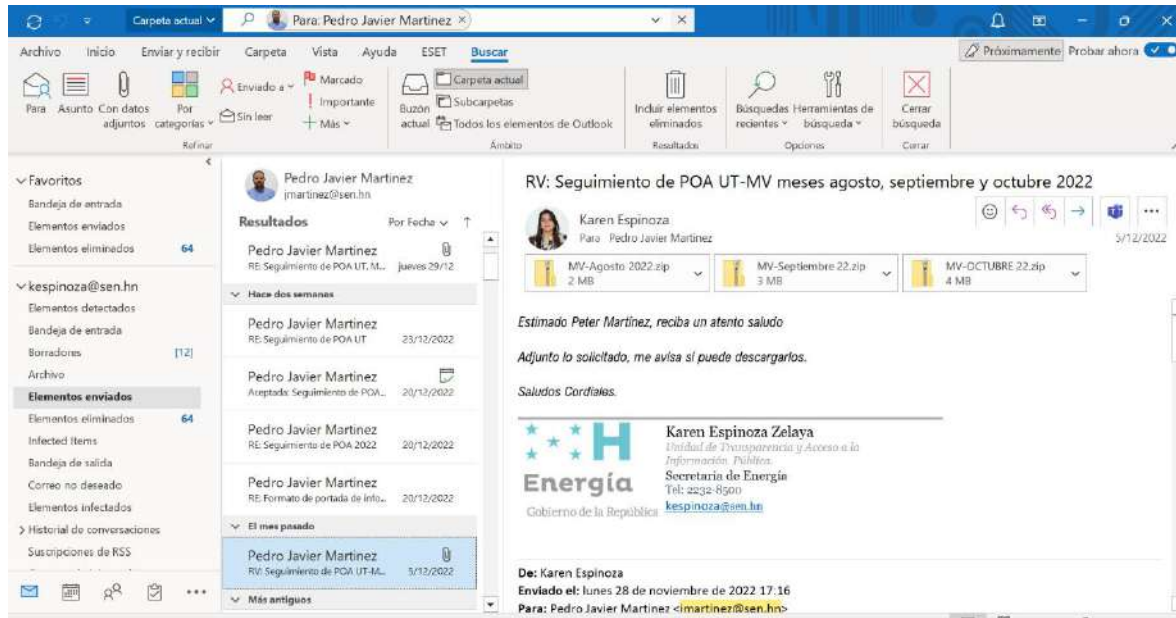 Carpeta actual
Para: Pedro Javier Martinez ×
Archivo Inicio Enviar y recibir Carpeta Vista Ayuda ESET Buscar
Próximamente Probar ahora
Para Asunto Con datos adjuntos Por categorías
Enviado a
Sin leer
Marcado
Importante
Más
Buzón actual
Carpeta actual
Subcarpetas
Todos los elementos de Outlook
Incluir elementos eliminados
Búsquedas recientes
Herramientas de búsqueda
Cerrar búsqueda
Refinar Ámbito Resultados Opciones Cerrar
Favoritos
Bandeja de entrada
Elementos enviados
Elementos eliminados 64
kespinoza@sen.hn
Elementos detectados
Bandeja de entrada
Borradores [12]
Archivo
Elementos enviados
Elementos eliminados 64
Infected Items
Bandeja de salida
Correo no deseado
Elementos infectados
Historial de conversaciones
Suscripciones de RSS
Pedro Javier Martinez
jmartinez@sen.hn
Resultados Por Fecha ↑
Pedro Javier Martinez
RE: Seguimiento de POA UT, M... jueves 29/12
Hace dos semanas
Pedro Javier Martinez
RE: Seguimiento de POA UT 23/12/2022
Pedro Javier Martinez
Aceptada: Seguimiento de POA... 20/12/2022
Pedro Javier Martinez
RE: Seguimiento de POA 2022 20/12/2022
Pedro Javier Martinez
RE: Formato de portada de info... 20/12/2022
El mes pasado
Pedro Javier Martinez
RV: Seguimiento de POA UT-M... 5/12/2022
Más antiguos
RV: Seguimiento de POA UT-MV meses agosto, septiembre y octubre 2022
Karen Espinoza
Para Pedro Javier Martinez
5/12/2022
MV-Agosto 2022.zip
2 MB
MV-Septiembre 22.zip
3 MB
MV-OCTUBRE 22.zip
4 MB
Estimado Peter Martínez, reciba un atento saludo
Adjunto lo solicitado, me avisa si puede descargarlos.
Saludos Cordiales.
H
Energía
Gobierno de la República
Karen Espinoza Zelaya
Unidad de Transparencia y Acceso a la
Información Pública.
Secretaria de Energía
Tel: 2232-8500
kespinoza@sen.hn
De: Karen Espinoza
Enviado el: lunes 28 de noviembre de 2022 17:16
Para: Pedro Javier Martinez <jmartinez@sen.hn>